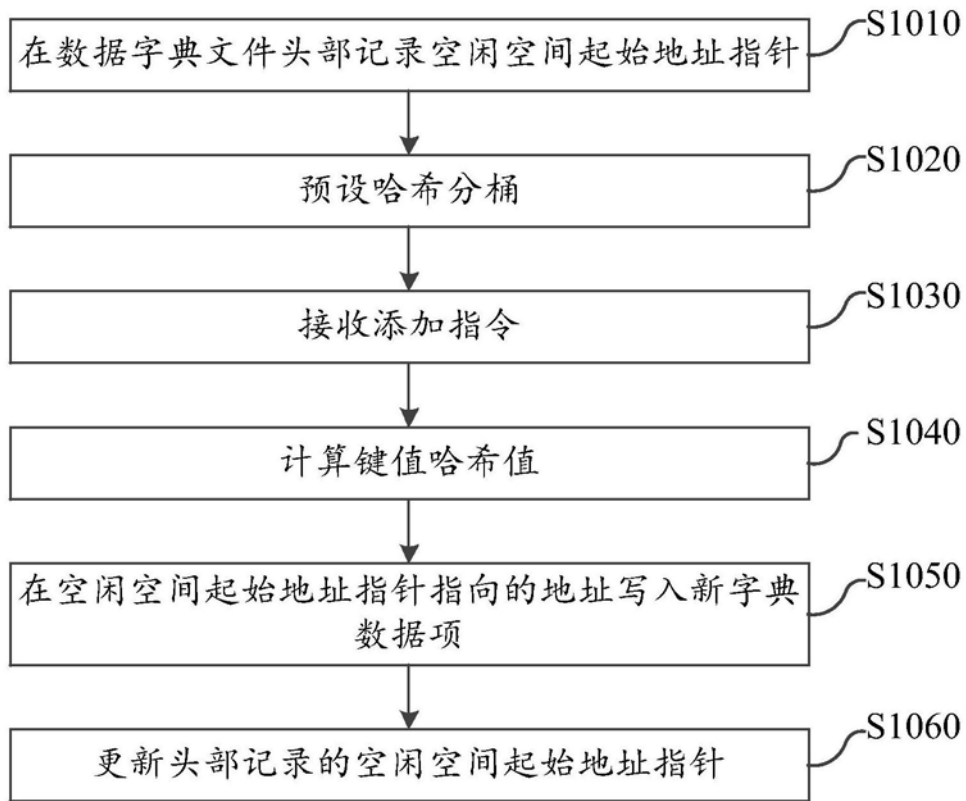 在数据字典文件头部记录空闲空间起始地址指针
S1010
预设哈希分桶
S1020
接收添加指令
S1030
计算键值哈希值
S1040
在空闲空间起始地址指针指向的地址写入新字典
数据项
S1050
更新头部记录的空闲空间起始地址指针
S1060